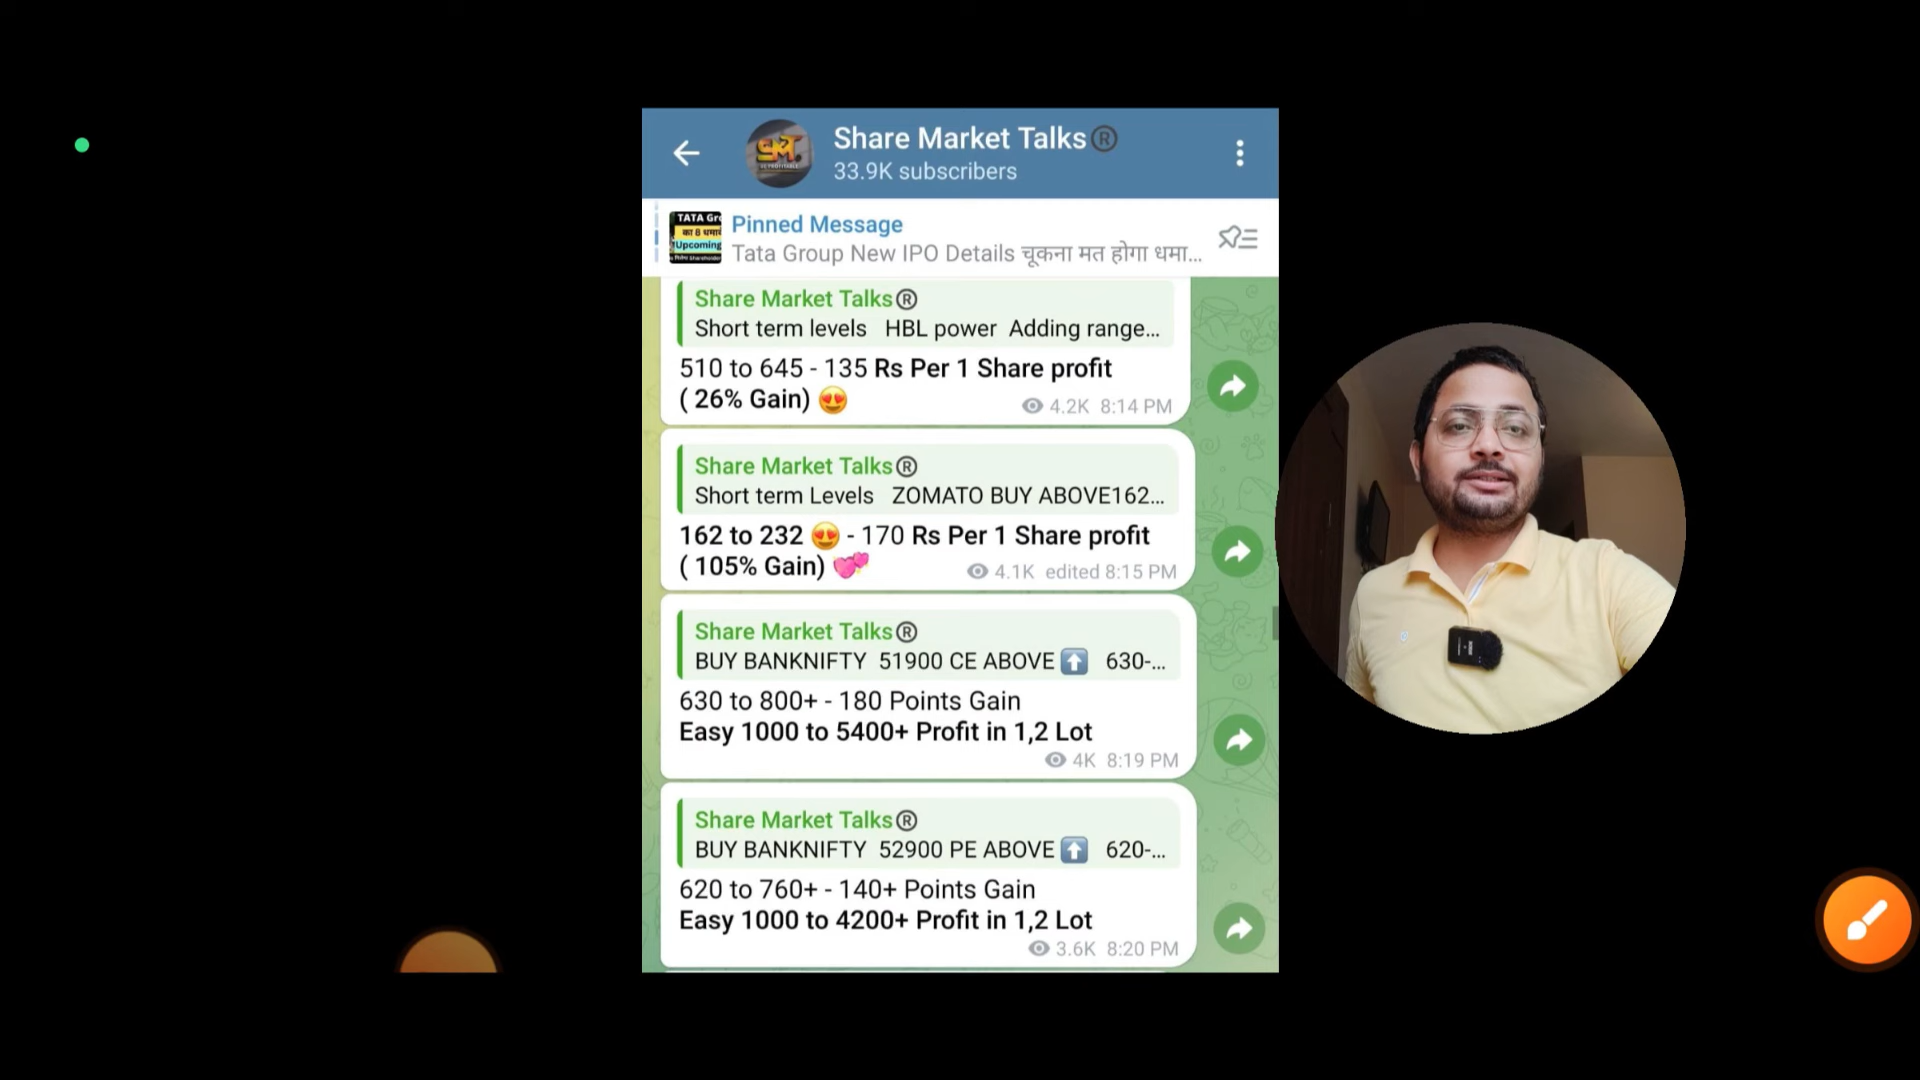 Share Market Talks®
33.9K subscribers
TATA Gr
का 8 धमा
Upcoming
Pinned Message
Tata Group New IPO Details चूकना मत होगा धमा...
Share Market Talks®
Short term levels HBL power Adding range...
510 to 645 - 135 Rs Per 1 Share profit
( 26% Gain) 😍
4.2K 8:14 PM
Share Market Talks®
Short term Levels ZOMATO BUY ABOVE162...
162 to 232 😍 - 170 Rs Per 1 Share profit
( 105% Gain) 💕
4.1K edited 8:15 PM
Share Market Talks®
BUY BANKNIFTY 51900 CE ABOVE ⬆️ 630-...
630 to 800+ - 180 Points Gain
Easy 1000 to 5400+ Profit in 1,2 Lot
4K 8:19 PM
Share Market Talks®
BUY BANKNIFTY 52900 PE ABOVE ⬆️ 620-...
620 to 760+ - 140+ Points Gain
Easy 1000 to 4200+ Profit in 1,2 Lot
3.6K 8:20 PM